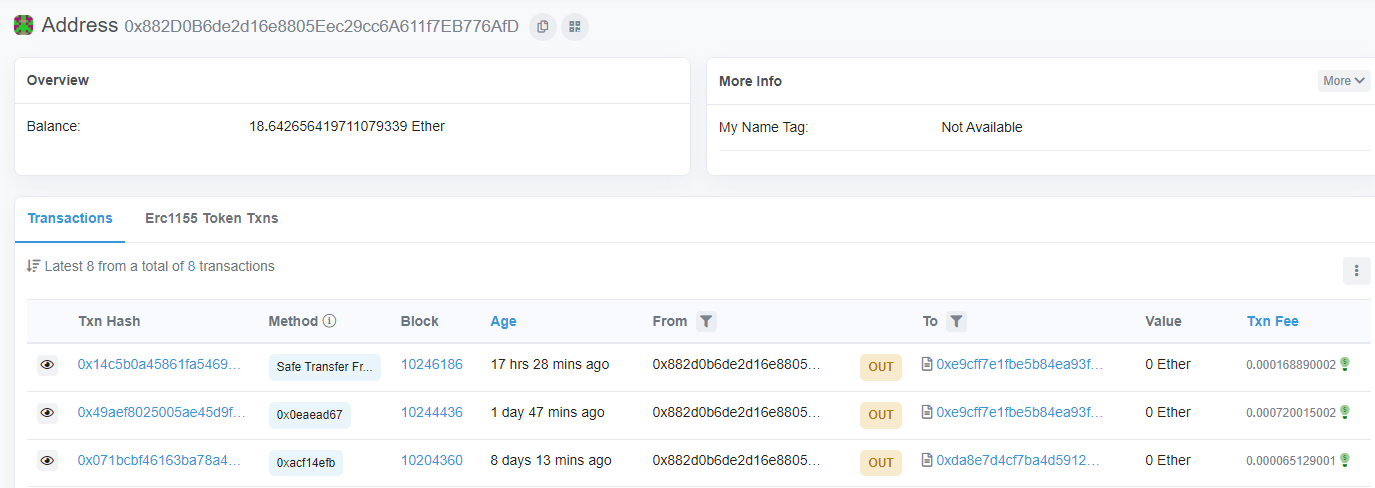 Address 0x882D0B6de2d16e8805Eec29cc6A611f7EB776AfD
Overview
Balance: 18.642656419711079339 Ether
More Info More
My Name Tag: Not Available
Transactions Erc1155 Token Txns
Latest 8 from a total of 8 transactions
Txn Hash Method Block Age From To Value Txn Fee
0x14c5b0a45861fa5469... Safe Transfer Fr... 10246186 17 hrs 28 mins ago 0x882d0b6de2d16e8805... OUT 0xe9cff7e1fbe5b84ea93f... 0 Ether 0.000168890002
0x49aef8025005ae45d9f... 0x0eaead67 10244436 1 day 47 mins ago 0x882d0b6de2d16e8805... OUT 0xe9cff7e1fbe5b84ea93f... 0 Ether 0.000720015002
0x071bcbf46163ba78a4... 0xacf14efb 10204360 8 days 13 mins ago 0x882d0b6de2d16e8805... OUT 0xda8e7d4cf7ba4d5912... 0 Ether 0.000065129001